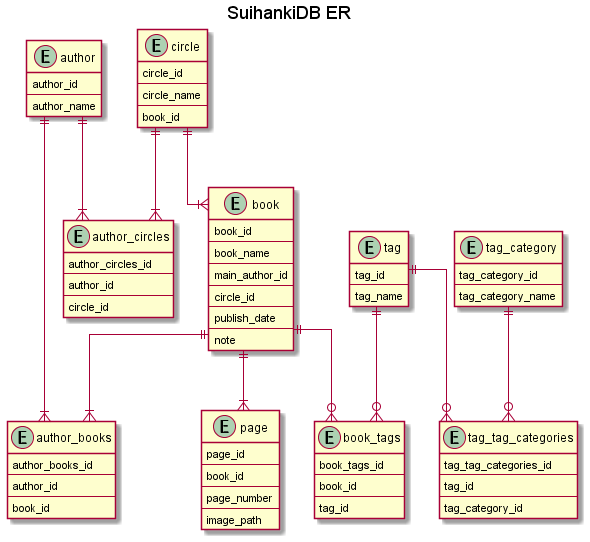 SuihankiDB ER
E author
author_id
author_name
E circle
circle_id
circle_name
book_id
E author_circles
author_circles_id
author_id
circle_id
E book
book_id
book_name
main_author_id
circle_id
publish_date
note
E tag
tag_id
tag_name
E tag_category
tag_category_id
tag_category_name
E author_books
author_books_id
author_id
book_id
E page
page_id
book_id
page_number
image_path
E book_tags
book_tags_id
book_id
tag_id
E tag_tag_categories
tag_tag_categories_id
tag_id
tag_category_id